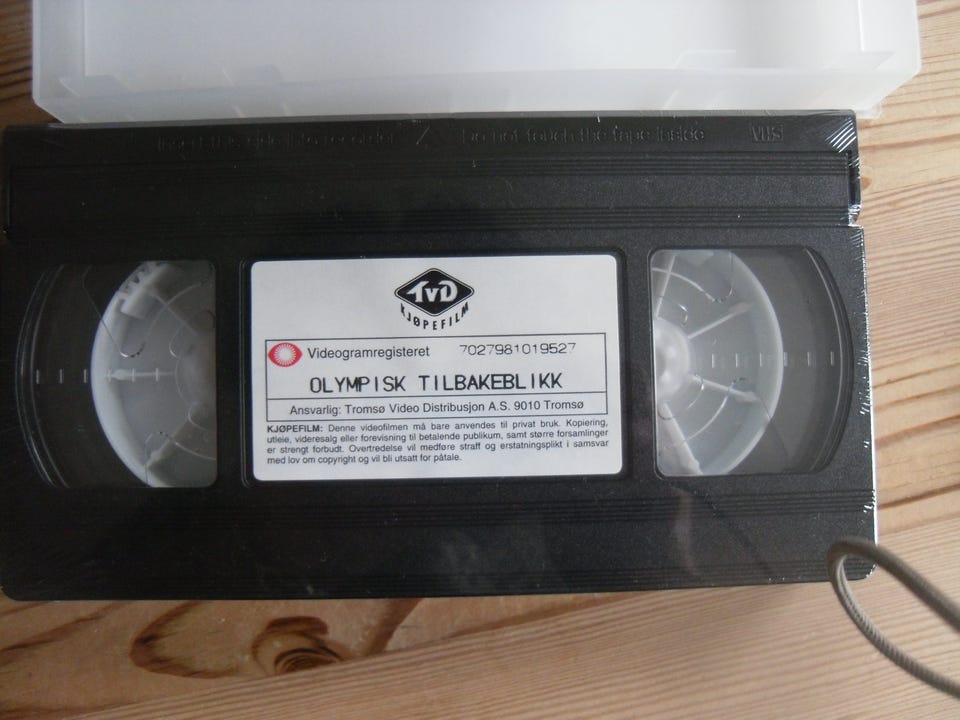 Insert this side into recorder / Do not touch the tape inside VHS
TVD
KJØPEFILM
Videogramregisteret 7027981019527
OLYMPISK TILBAKEBLIKK
Ansvarlig: Tromsø Video Distribusjon A.S. 9010 Tromsø
KJØPEFILM: Denne videofilmen må bare anvendes til privat bruk. Kopiering,
utleie, videresalg eller forevisning til betalende publikum, samt større forsamlinger
er strengt forbudt. Overtredelse vil medføre straff og erstatningsplikt i samsvar
med lov om copyright og vil bli utsatt for påtale.